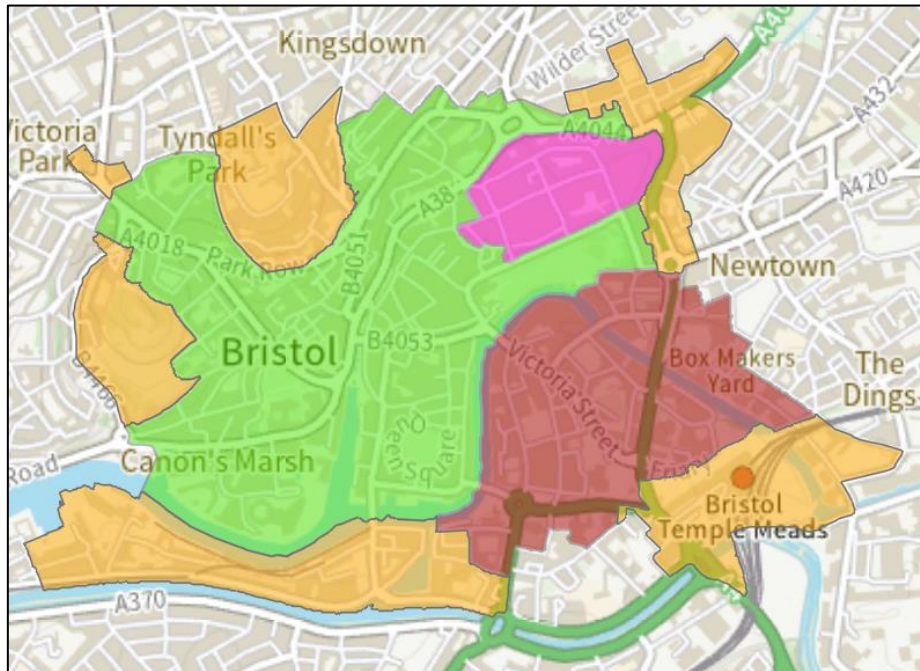 Kingsdown
Wilder Street
Victoria
Park
Tyndall's
Park
A4044
A432
A420
A38
A4018
Park Row
B4051
Newtown
Bristol
B4053
Victoria Street
Box Makers
Yard
The
Dings
Queen Square
Canon's Marsh
Road
Bristol
Temple Meads
A370